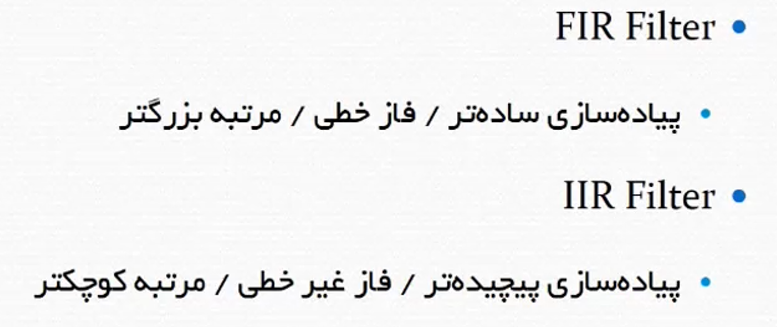 FIR Filter
پیاده‌سازی ساده‌تر / فاز خطی / مرتبه بزرگتر
IIR Filter
پیاده‌سازی پیچیده‌تر / فاز غیر خطی / مرتبه کوچکتر